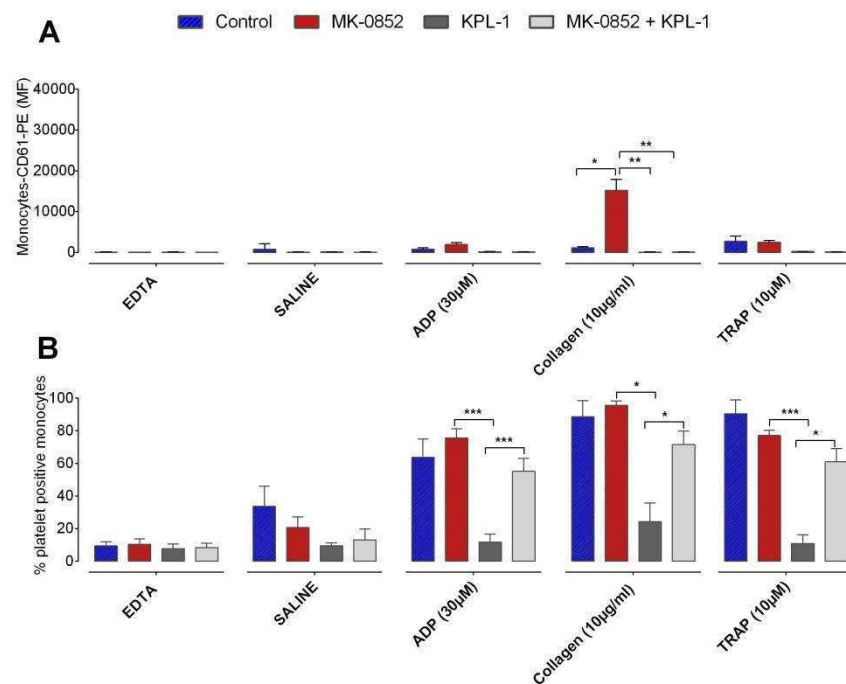 A
Control MK-0852 KPL-1 MK-0852 + KPL-1
Monocytes-CD61-PE (MF)
40000
30000
20000
10000
0
* ** **
EDTA SALINE ADP (30µM) Collagen (10µg/ml) TRAP (10µM)
B
% platelet positive monocytes
100
80
60
40
20
0
*** *** * * *** *
EDTA SALINE ADP (30µM) Collagen (10µg/ml) TRAP (10µM)